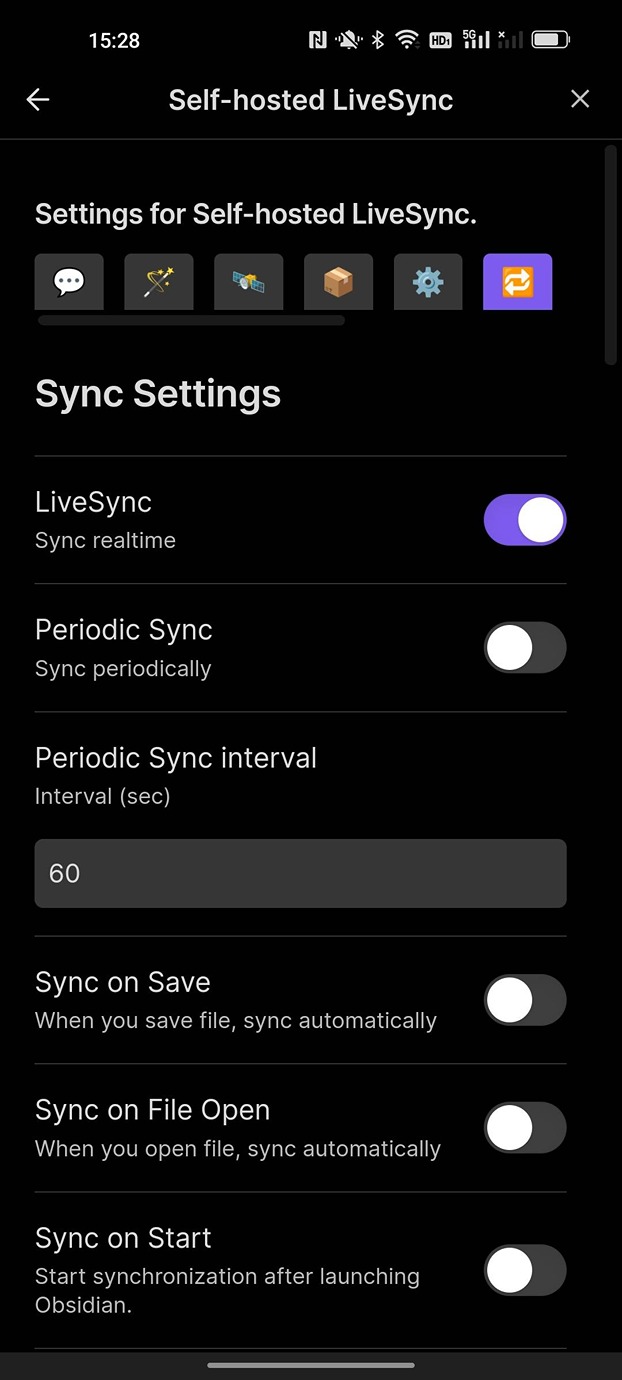 15:28
HD1 5G
Self-hosted LiveSync
Settings for Self-hosted LiveSync.
Sync Settings
LiveSync
Sync realtime
Periodic Sync
Sync periodically
Periodic Sync interval
Interval (sec)
60
Sync on Save
When you save file, sync automatically
Sync on File Open
When you open file, sync automatically
Sync on Start
Start synchronization after launching
Obsidian.